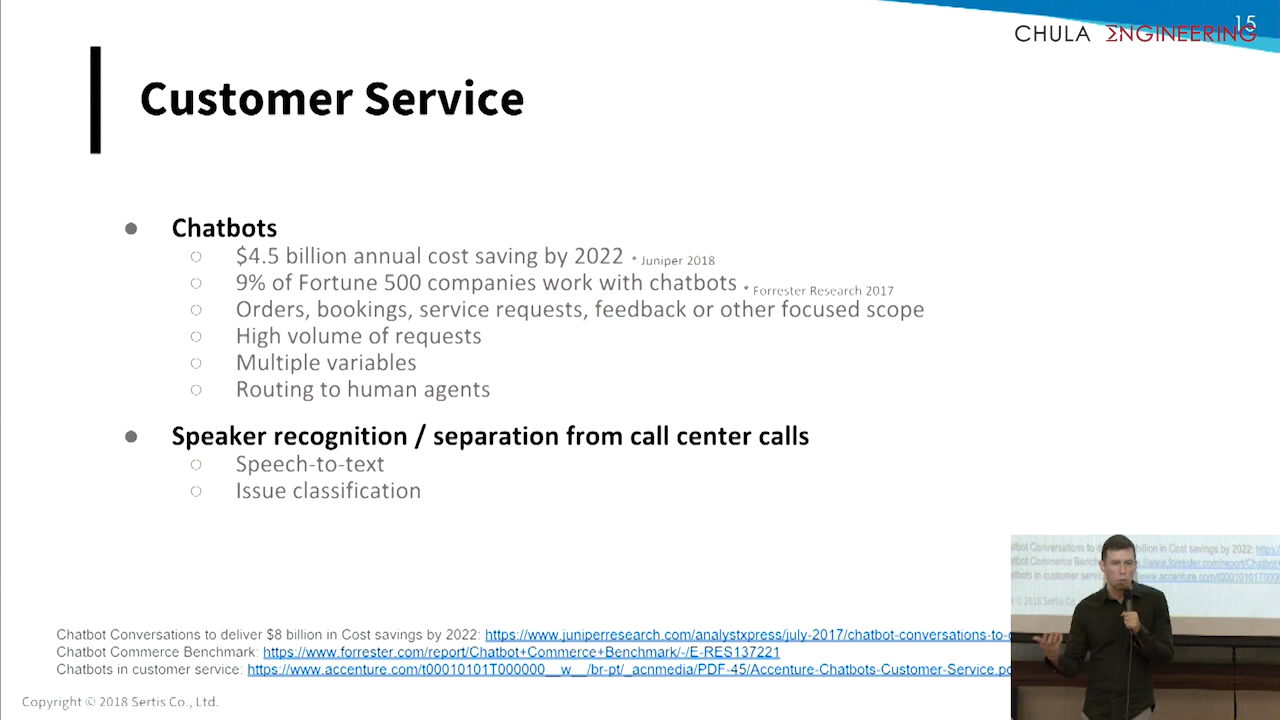 15
CHULA ΣNGINEERING
Customer Service
● Chatbots
○ $4.5 billion annual cost saving by 2022 * Juniper 2018
○ 9% of Fortune 500 companies work with chatbots * Forrester Research 2017
○ Orders, bookings, service requests, feedback or other focused scope
○ High volume of requests
○ Multiple variables
○ Routing to human agents
● Speaker recognition / separation from call center calls
○ Speech-to-text
○ Issue classification
Chatbot Conversations to deliver $8 billion in Cost savings by 2022: https://www.juniperresearch.com/analystxpress/july-2017/chatbot-conversations-to-
Chatbot Commerce Benchmark: https://www.forrester.com/report/Chatbot+Commerce+Benchmark/-/E-RES137221
Chatbots in customer service: https://www.accenture.com/t00010101T000000__w__/br-pt/_acnmedia/PDF-45/Accenture-Chatbots-Customer-Service.pd
Copyright © 2018 Sertis Co., Ltd.